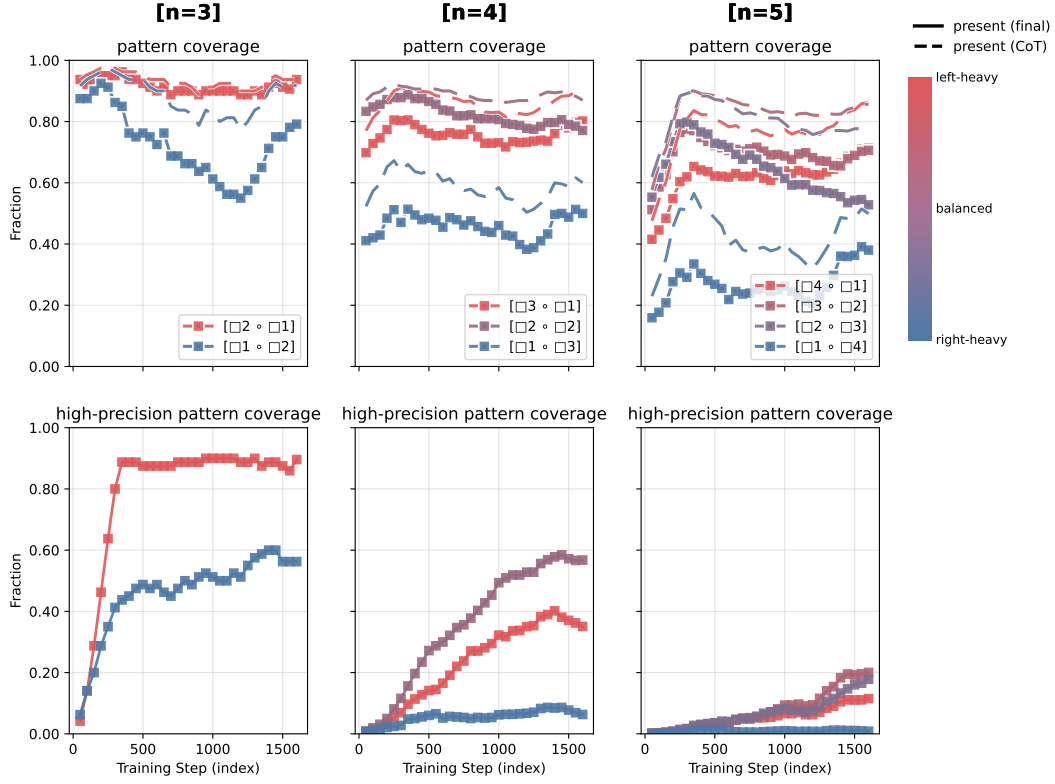 [n=3]
[n=4]
[n=5]
present (final)
present (CoT)
pattern coverage
pattern coverage
pattern coverage
left-heavy
balanced
right-heavy
1.00
0.80
0.60
0.40
0.20
0.00
Fraction
[□2 ∘ □1]
[□1 ∘ □2]
[□3 ∘ □1]
[□2 ∘ □2]
[□1 ∘ □3]
[□4 ∘ □1]
[□3 ∘ □2]
[□2 ∘ □3]
[□1 ∘ □4]
high-precision pattern coverage
high-precision pattern coverage
high-precision pattern coverage
1.00
0.80
0.60
0.40
0.20
0.00
Fraction
0 500 1000 1500
0 500 1000 1500
0 500 1000 1500
Training Step (index)
Training Step (index)
Training Step (index)